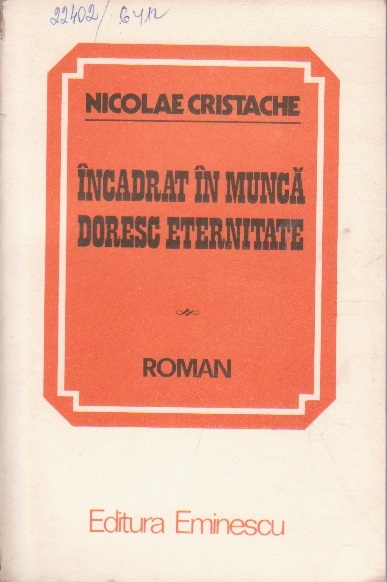 22402/
NICOLAE CRISTACHE
ÎNCADRAT ÎN MUNCĂ
DORESC ETERNITATE
ROMAN
Editura Eminescu